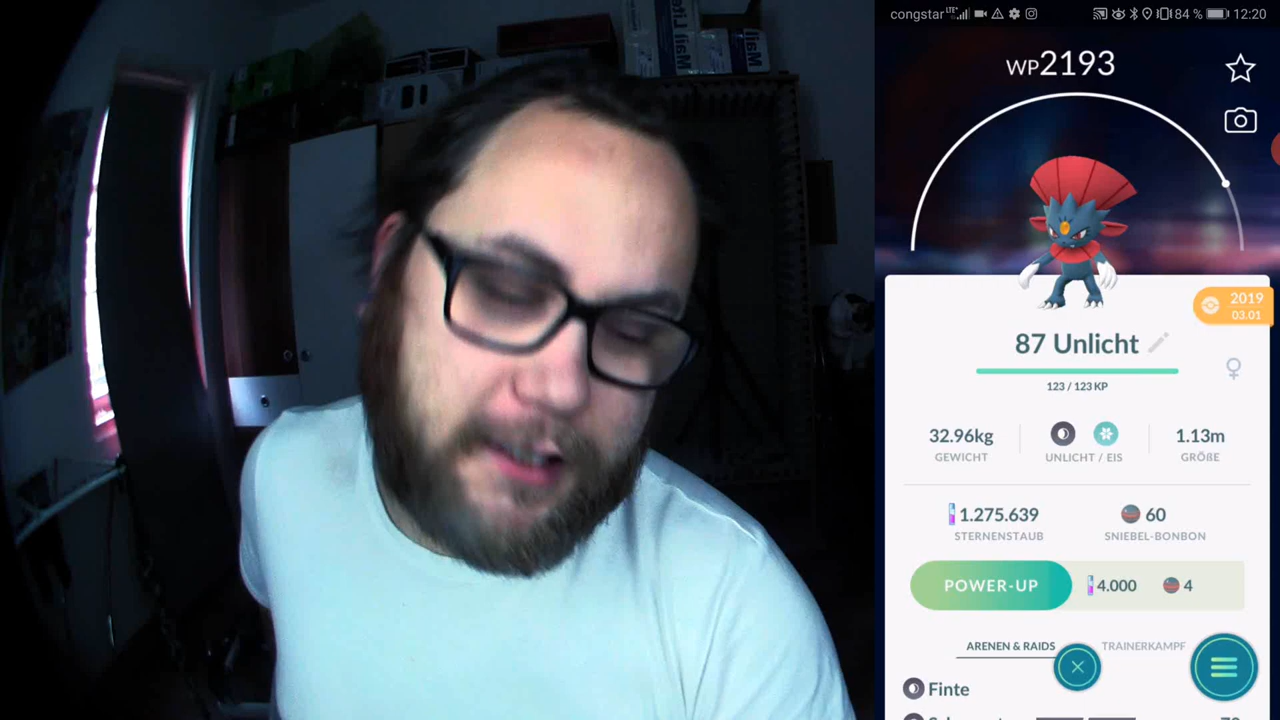 congstar LTE 84 % 12:20
WP2193
2019
03.01
87 Unlicht
123 / 123 KP
32.96kg
GEWICHT
UNLICHT / EIS
1.13m
GRÖßE
1.275.639
STERNENSTAUB
60
SNIEBEL-BONBON
POWER-UP
4.000
4
ARENEN & RAIDS
TRAINERKAMPF
Finte